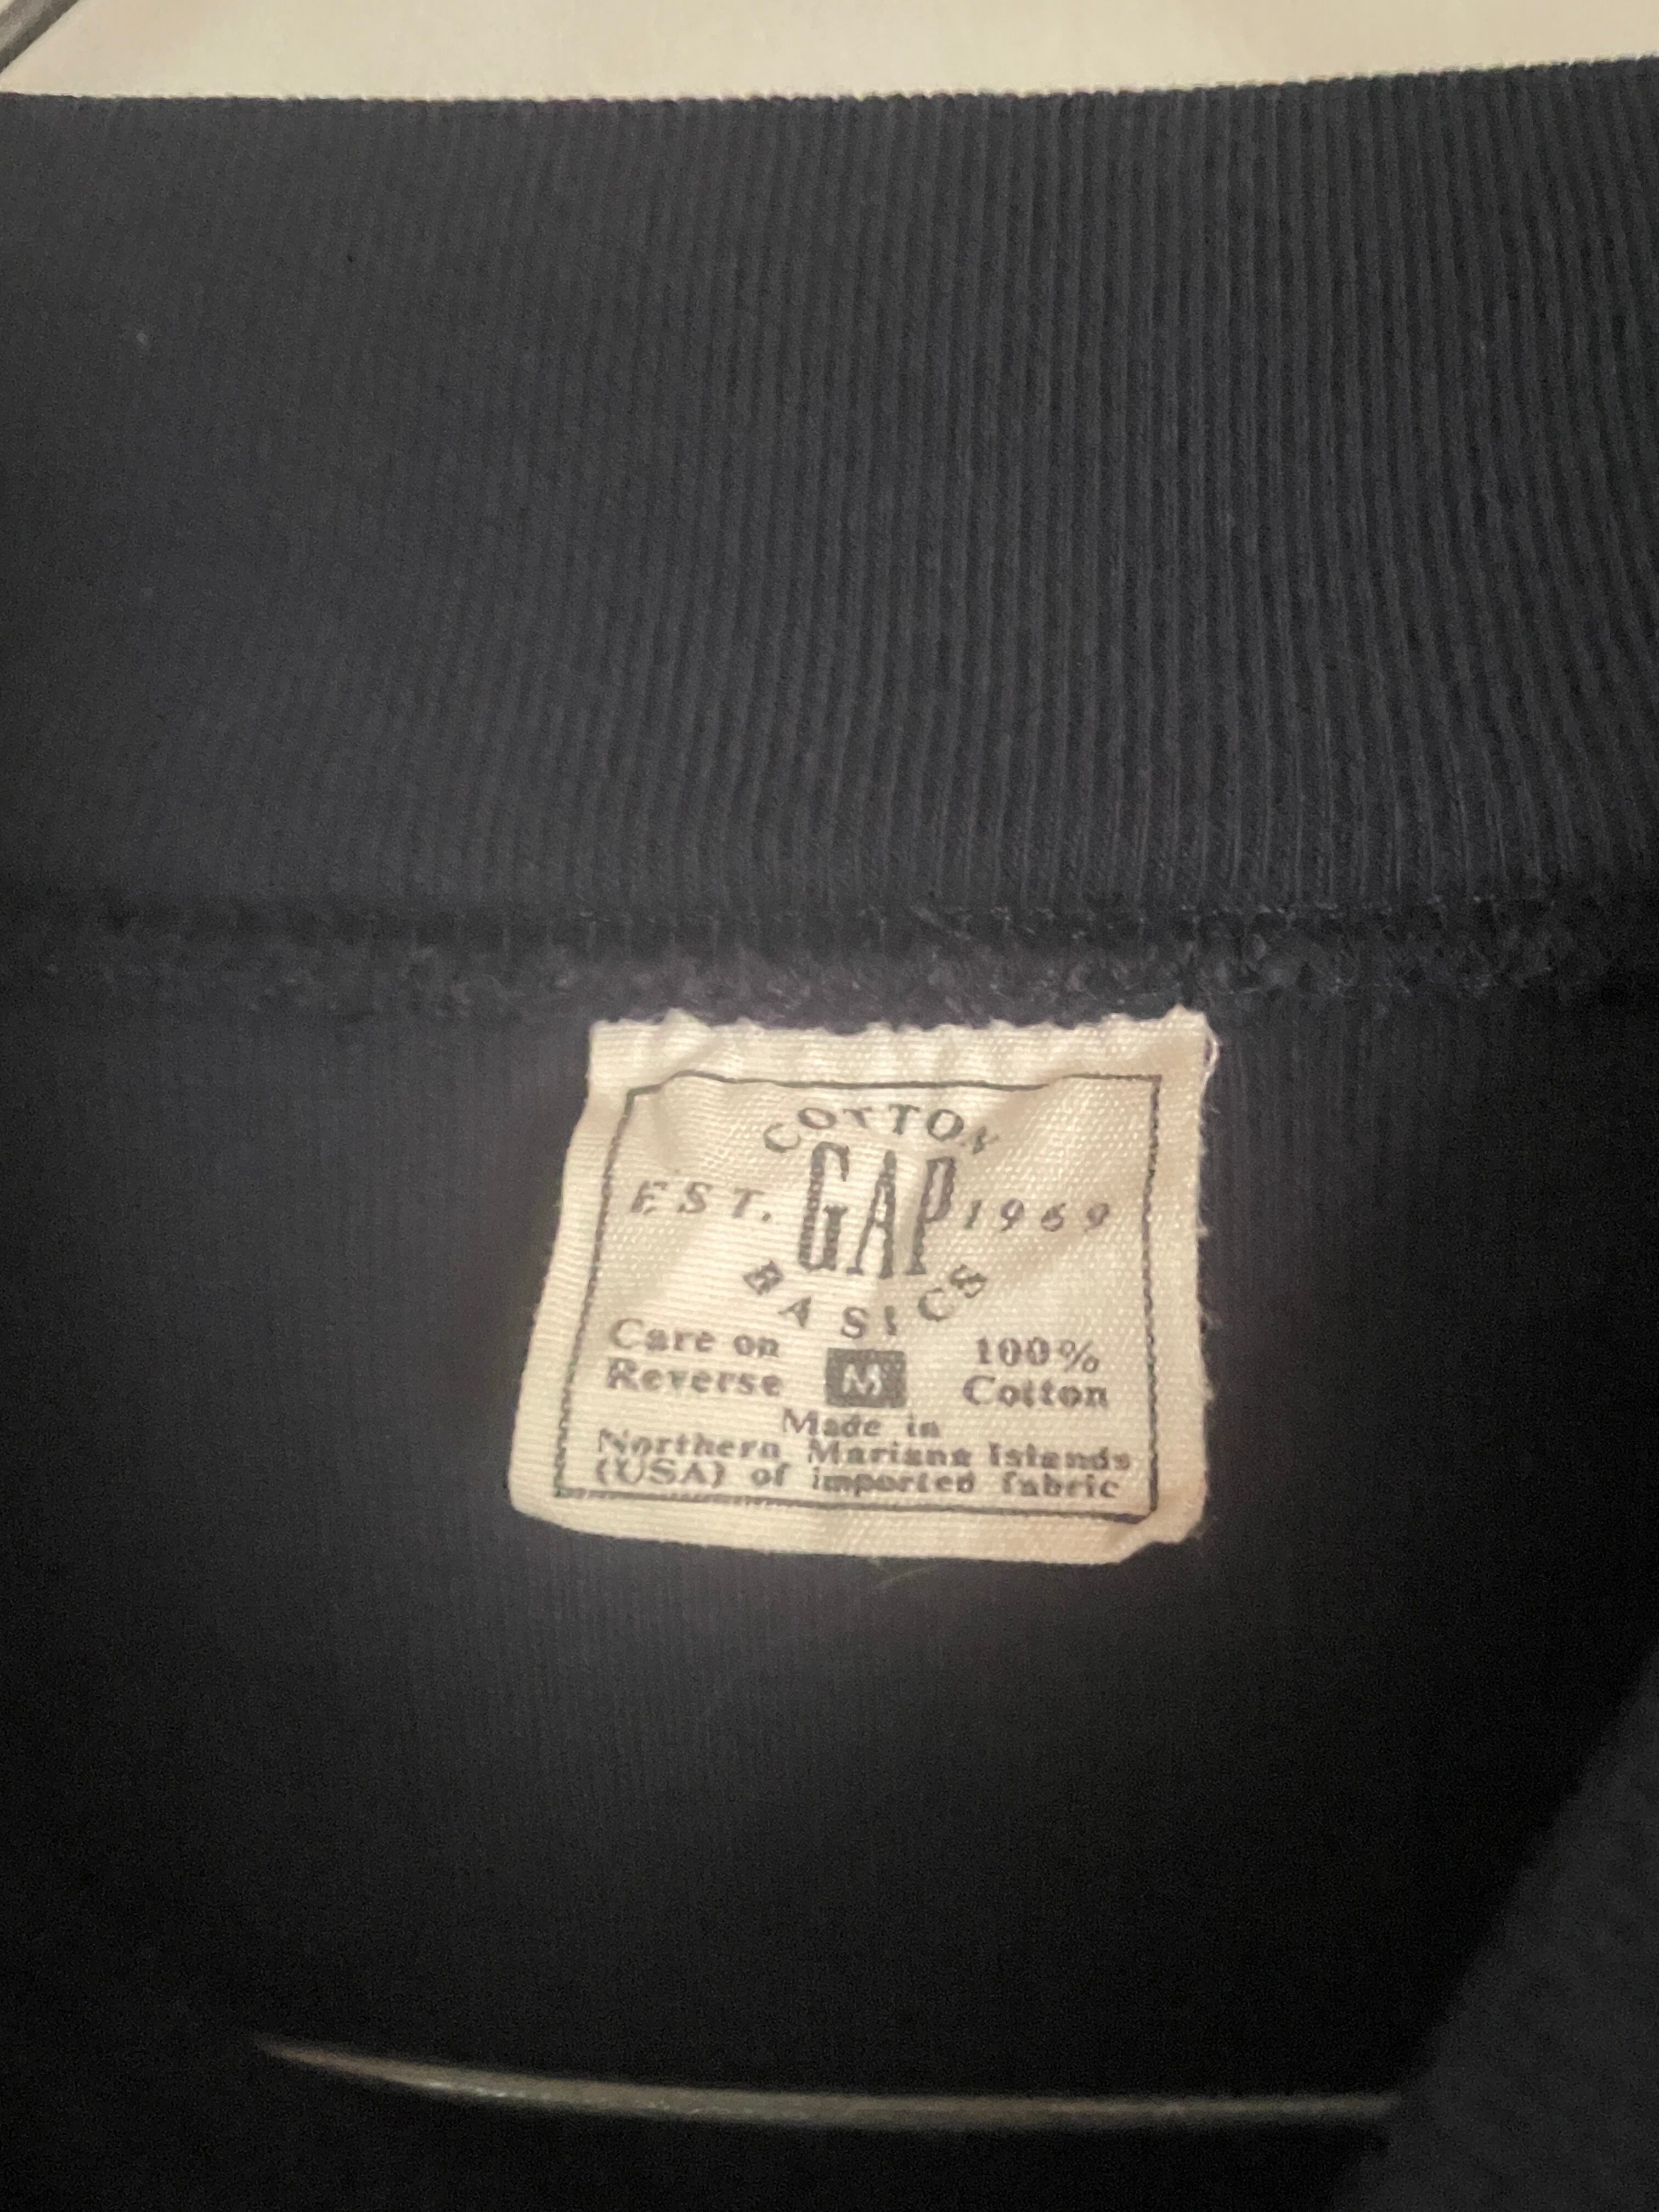 COTTON
EST. GAP 1969
BASICS
Care on Reverse
M
100% Cotton
Made in
Northern Mariana Islands
(USA) of imported fabric